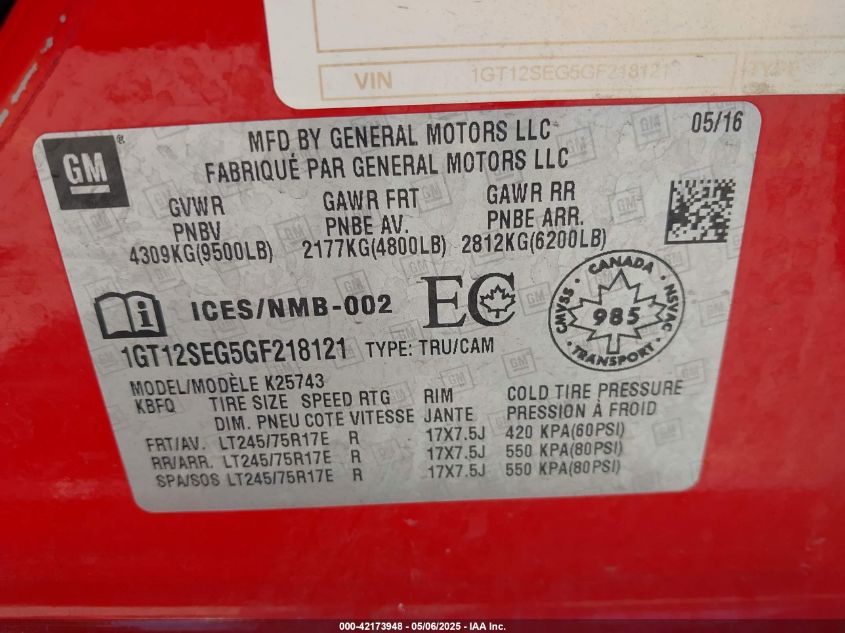 VIN 1GT12SEG5GF218121 TYPE
GM
MFD BY GENERAL MOTORS LLC 05/16
FABRIQUÉ PAR GENERAL MOTORS LLC
GVWR GAWR FRT GAWR RR
PNBV PNBE AV. PNBE ARR.
4309KG(9500LB) 2177KG(4800LB) 2812KG(6200LB)
ICES/NMB-002 EC
CANADA
CMVSS 985 NSVAC
TRANSPORT
1GT12SEG5GF218121 TYPE: TRU/CAM
MODEL/MODÈLE K25743
KBFQ TIRE SIZE SPEED RTG RIM COLD TIRE PRESSURE
DIM. PNEU COTE VITESSE JANTE PRESSION À FROID
FRT/AV. LT245/75R17E R 17X7.5J 420 KPA(60PSI)
RR/ARR. LT245/75R17E R 17X7.5J 550 KPA(80PSI)
SPA/SOS LT245/75R17E R 17X7.5J 550 KPA(80PSI)
000-42173948 - 05/06/2025 - IAA Inc.